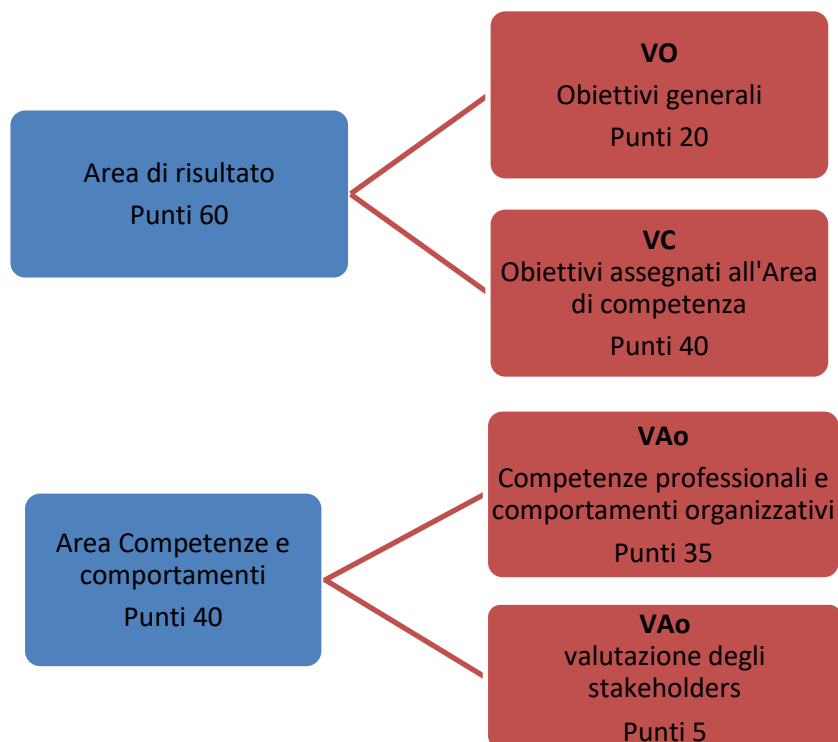 Area di risultato
Punti 60
VO
Obiettivi generali
Punti 20
VC
Obiettivi assegnati all'Area
di competenza
Punti 40
Area Competenze e
comportamenti
Punti 40
VAo
Competenze professionali e
comportamenti organizzativi
Punti 35
VAo
valutazione degli
stakeholders
Punti 5